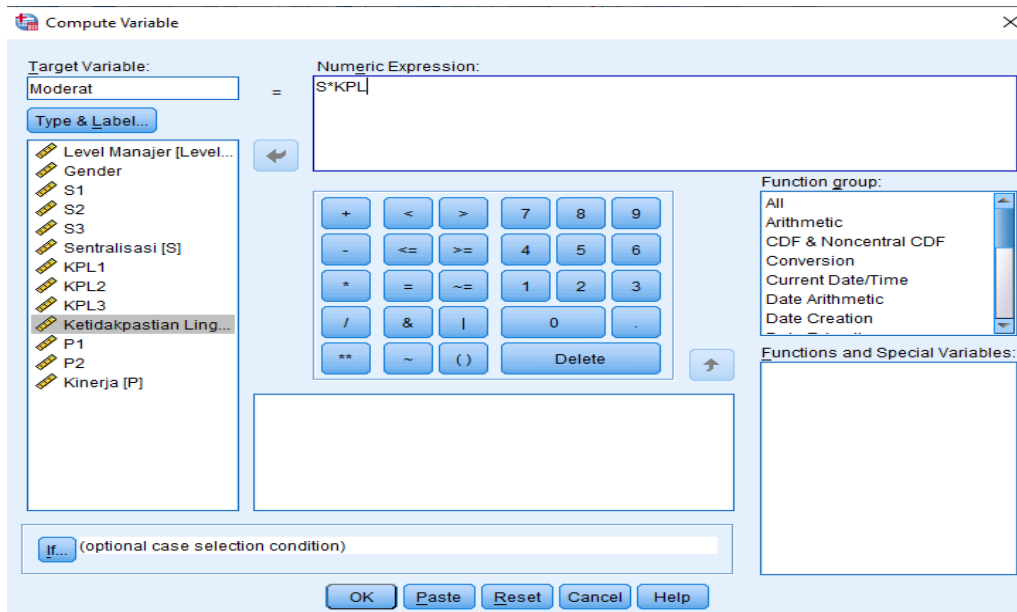 Compute Variable
Target Variable:
Moderat
=
Numeric Expression:
S*KPL
Type & Label...
Level Manajer [Level...
Gender
S1
S2
S3
Sentralisasi [S]
KPL1
KPL2
KPL3
Ketidakpastian Ling...
P1
P2
Kinerja [P]
+ < > 7 8 9
- <= >= 4 5 6
* = ~= 1 2 3
/ & | 0 .
** ~ ( ) Delete
Function group:
All
Arithmetic
CDF & Noncentral CDF
Conversion
Current Date/Time
Date Arithmetic
Date Creation
Functions and Special Variables:
If... (optional case selection condition)
OK Paste Reset Cancel Help